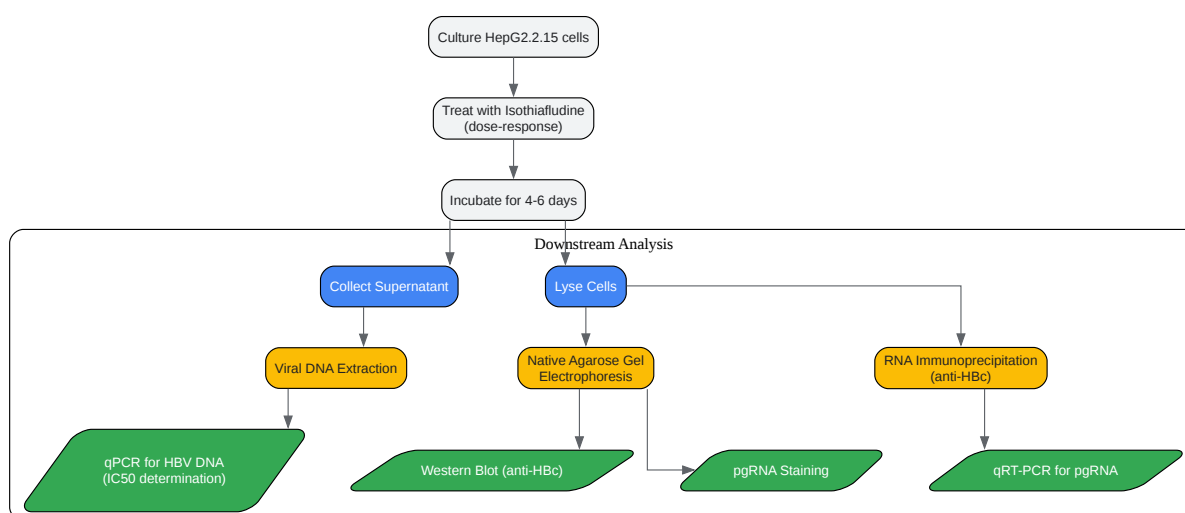 Culture HepG2.2.15 cells
Treat with Isothiafludine
(dose-response)
Incubate for 4-6 days
Downstream Analysis
Collect Supernatant
Lyse Cells
Viral DNA Extraction
Native Agarose Gel
Electrophoresis
RNA Immunoprecipitation
(anti-HBc)
qPCR for HBV DNA
(IC50 determination)
Western Blot (anti-HBc)
pgRNA Staining
qRT-PCR for pgRNA